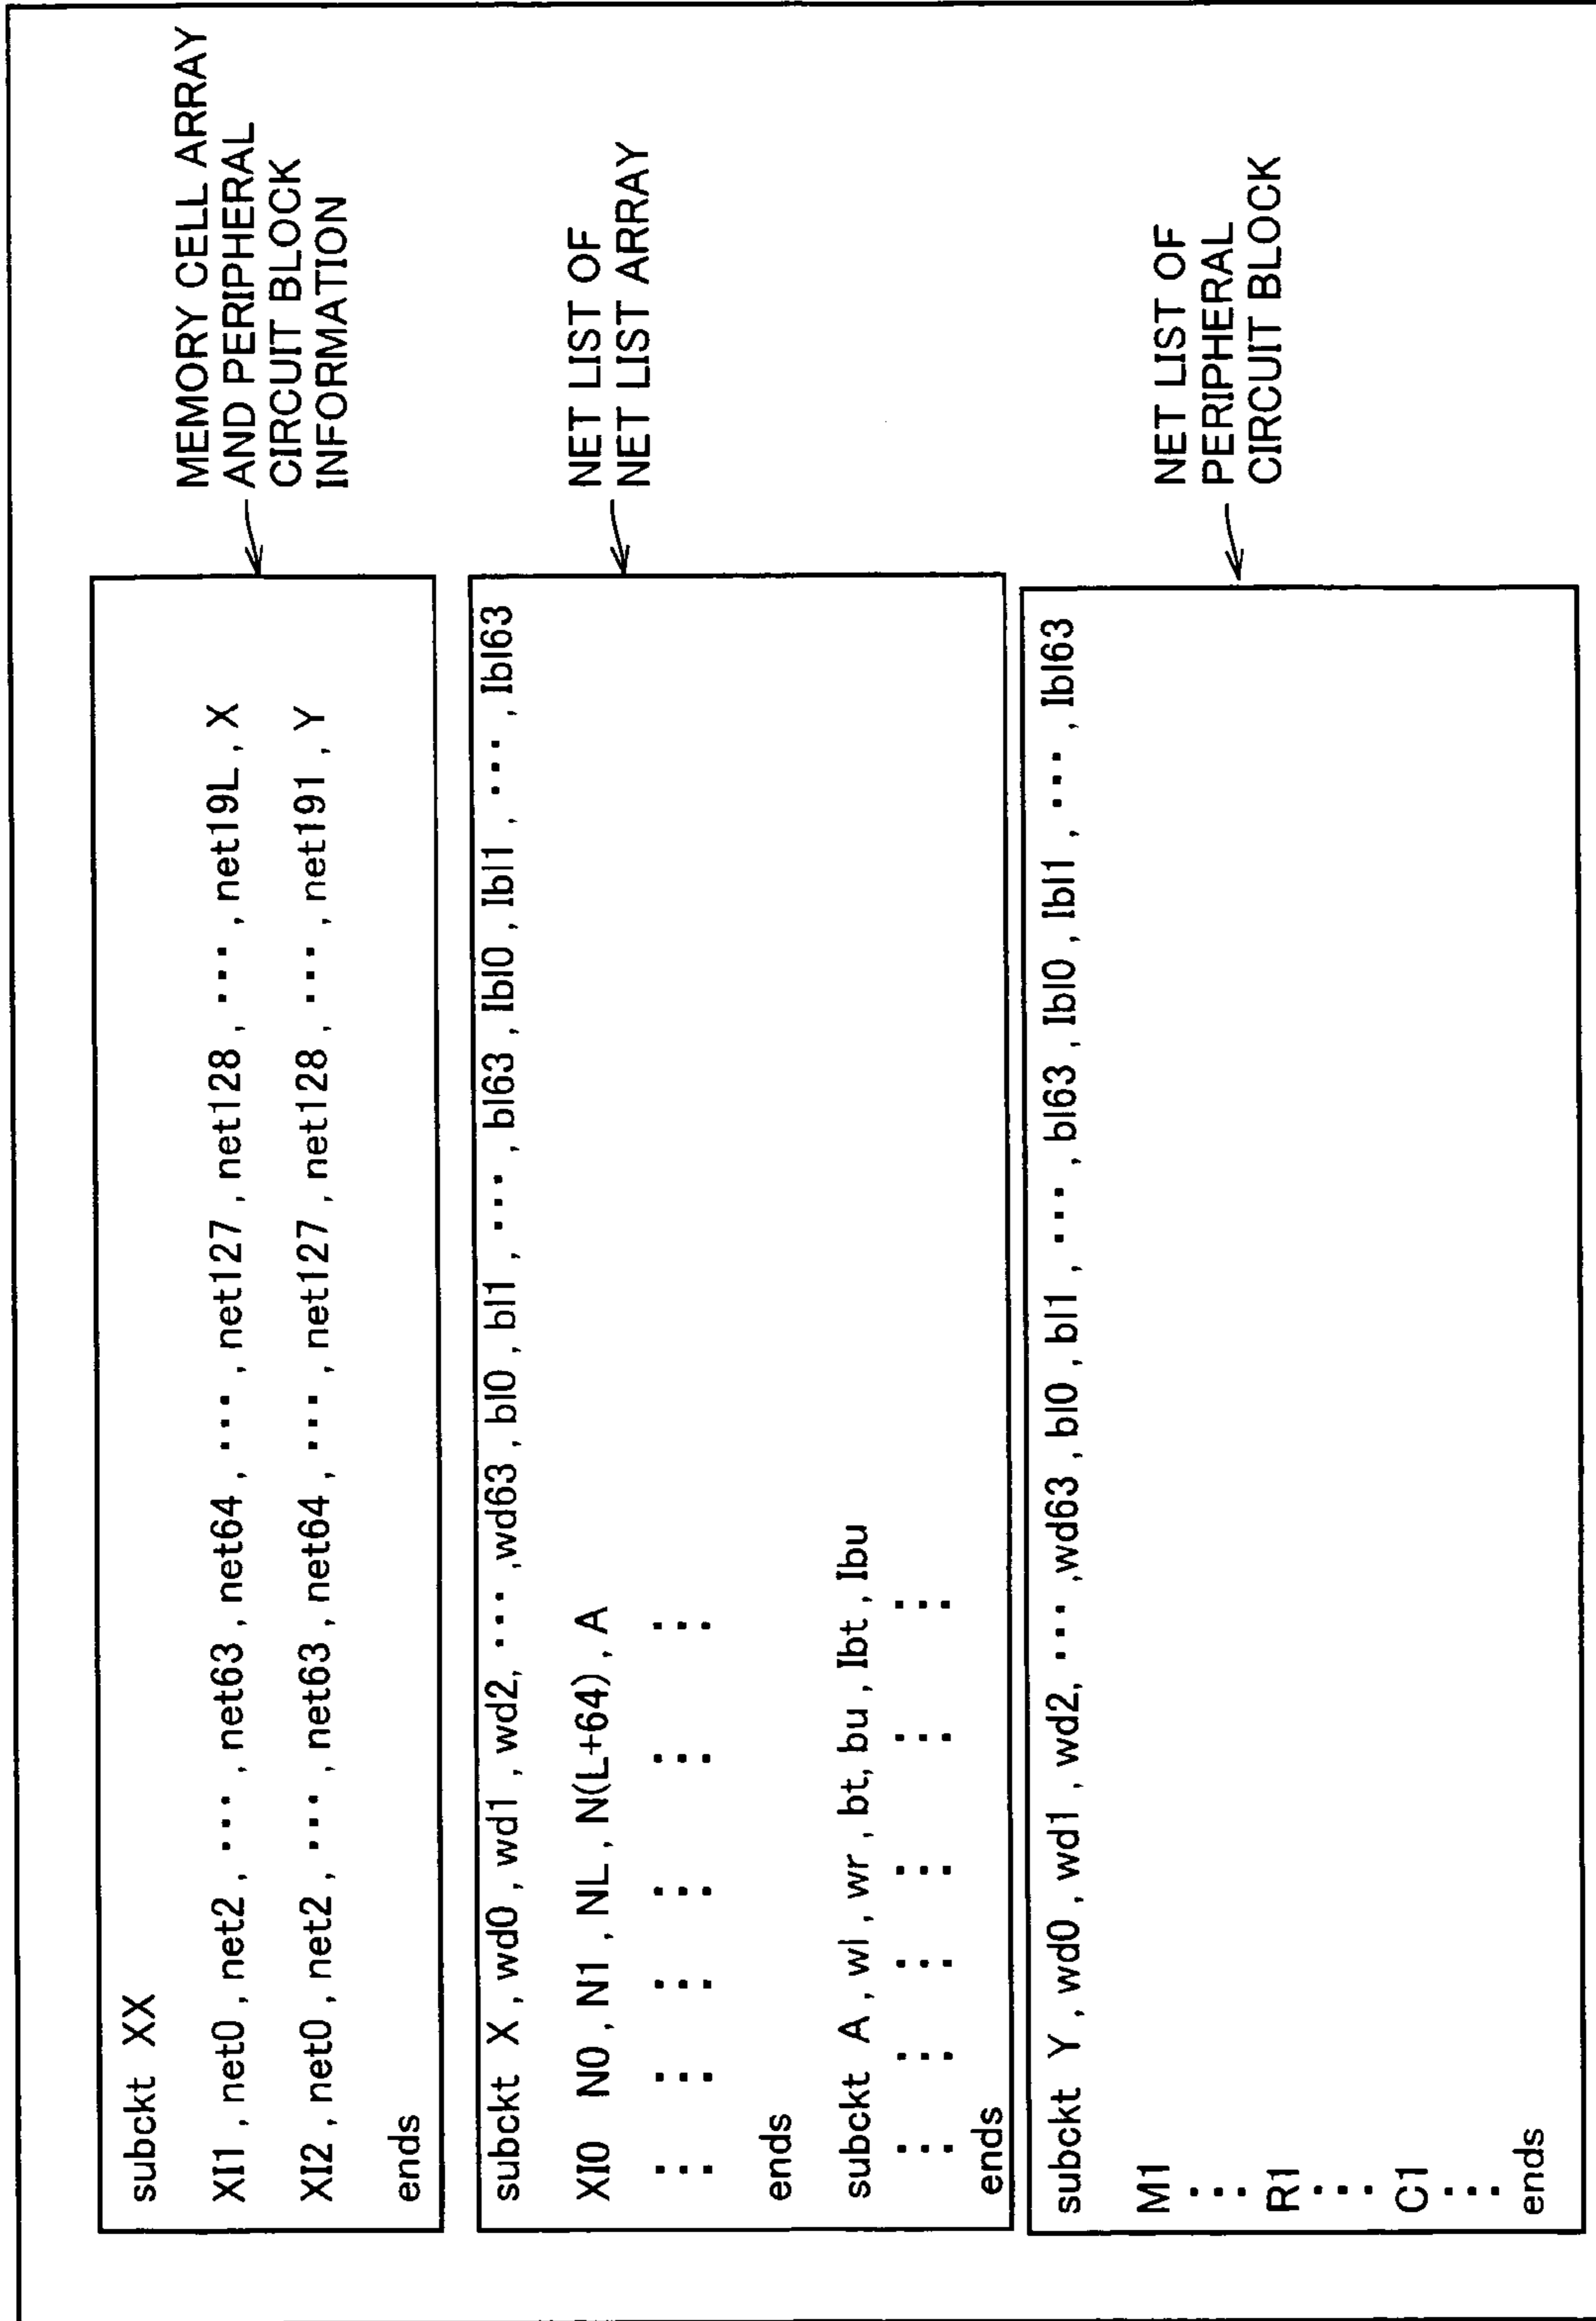 subckt XX
XI1 , net0 , net2 , ··· , net63 , net64 , ··· , net127 , net128 , ··· , net19L , X
XI2 , net0 , net2 , ··· , net63 , net64 , ··· , net127 , net128 , ··· , net191 , Y
ends
MEMORY CELL ARRAY
AND PERIPHERAL
CIRCUIT BLOCK
INFORMATION
subckt X , wd0 , wd1 , wd2, ··· ,wd63 , bl0 , bl1 , ··· , bl63 , Ibl0 , Ibl1 , ··· , Ibl63
XI0 N0 , N1 , NL , N(L+64) , A
ends
subckt A , wl , wr , bt, bu , Ibt , Ibu
ends
NET LIST OF
NET LIST ARRAY
subckt Y , wd0 , wd1 , wd2, ··· ,wd63 , bl0 , bl1 , ··· , bl63 , Ibl0 , Ibl1 , ··· , Ibl63
M1
R1
C1
ends
NET LIST OF
PERIPHERAL
CIRCUIT BLOCK